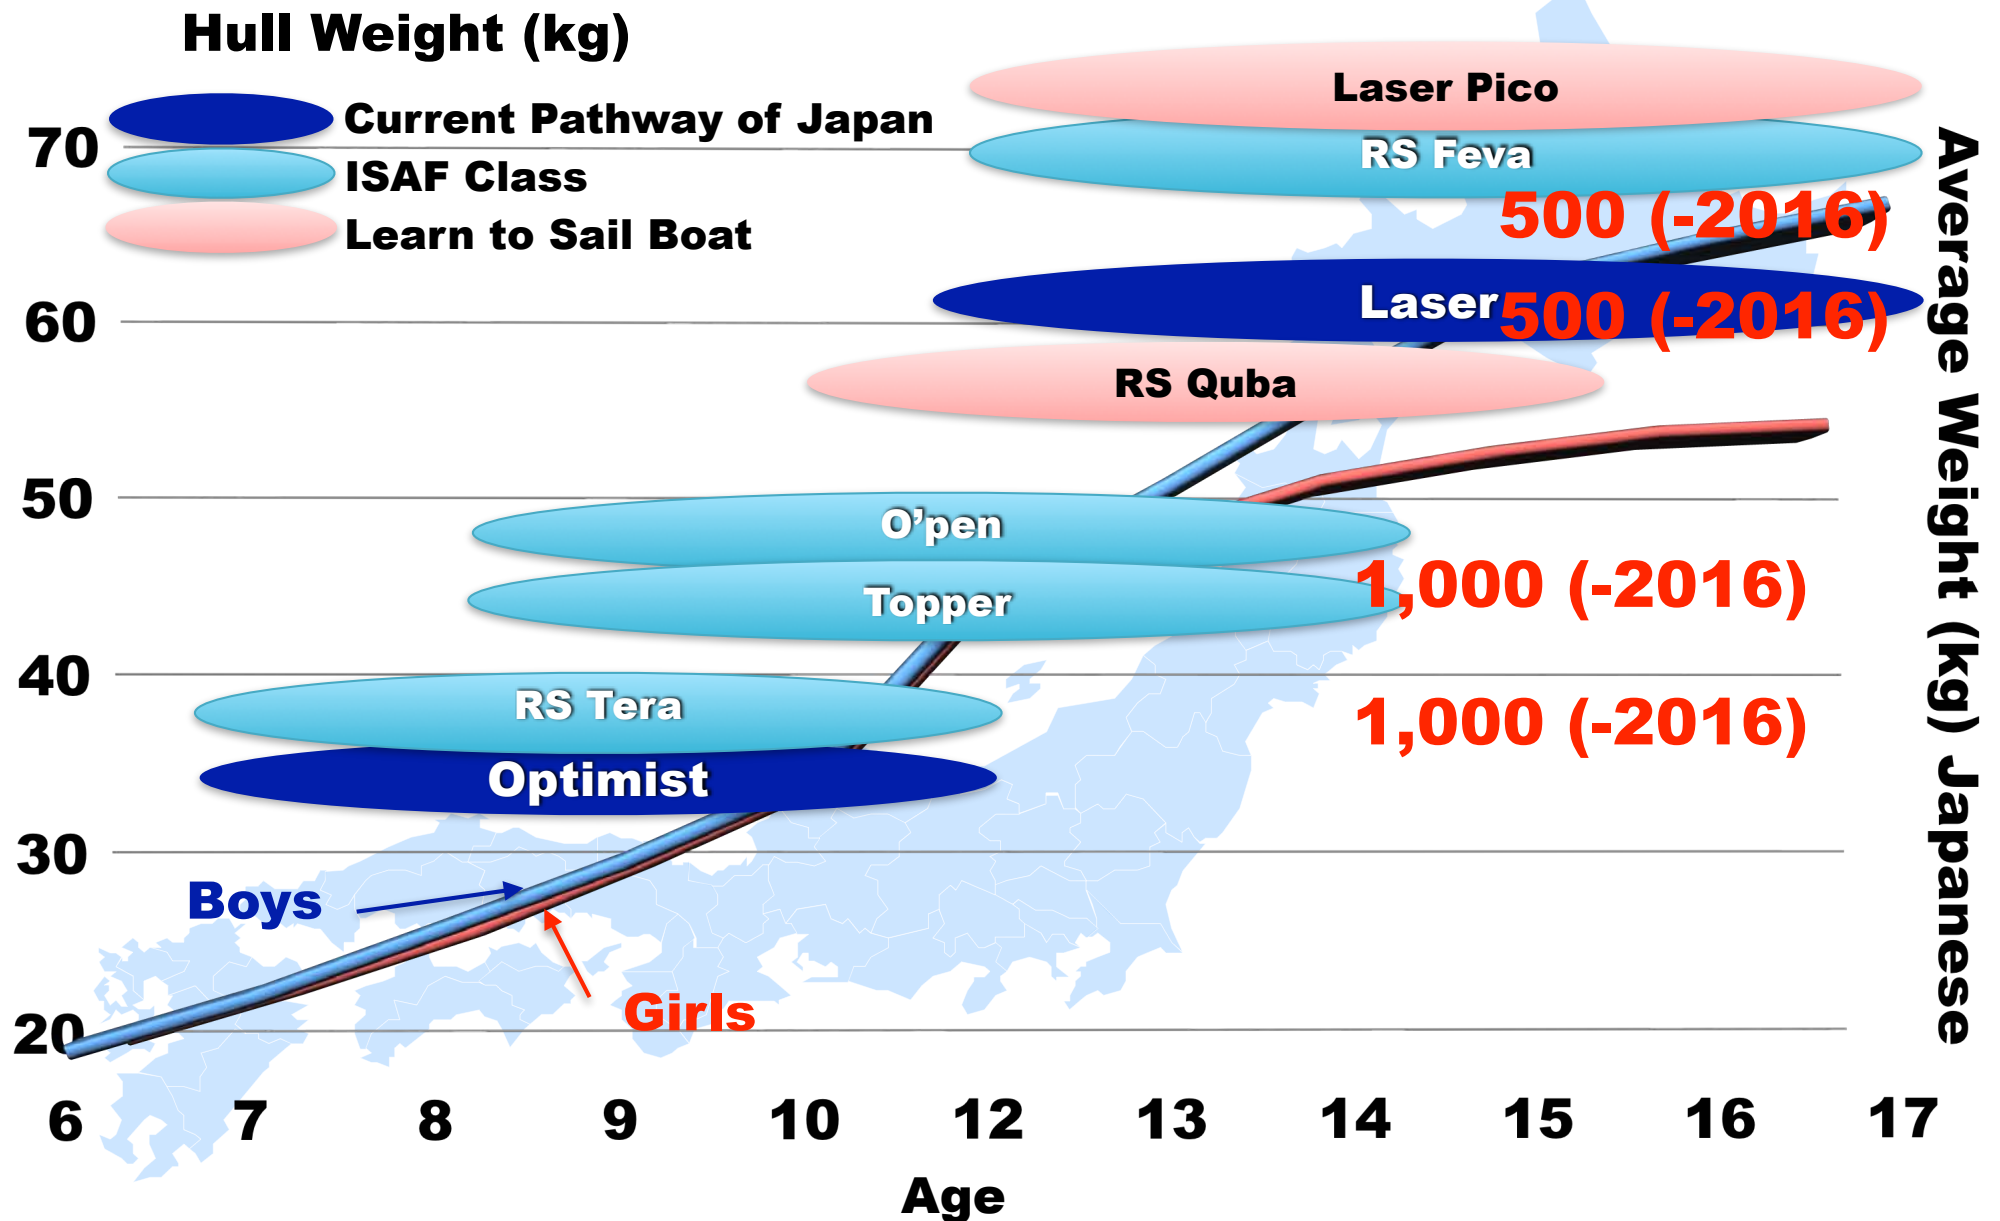 Hull Weight (kg)
Current Pathway of Japan
ISAF Class
Learn to Sail Boat
Laser Pico
RS Feva
500 (-2016)
Laser
500 (-2016)
RS Quba
O'pen
Topper
1,000 (-2016)
RS Tera
1,000 (-2016)
Optimist
Boys
Girls
70
60
50
40
30
20
6 7 8 9 10 12 13 14 15 16 17
Age
Average Weight (kg) Japanese